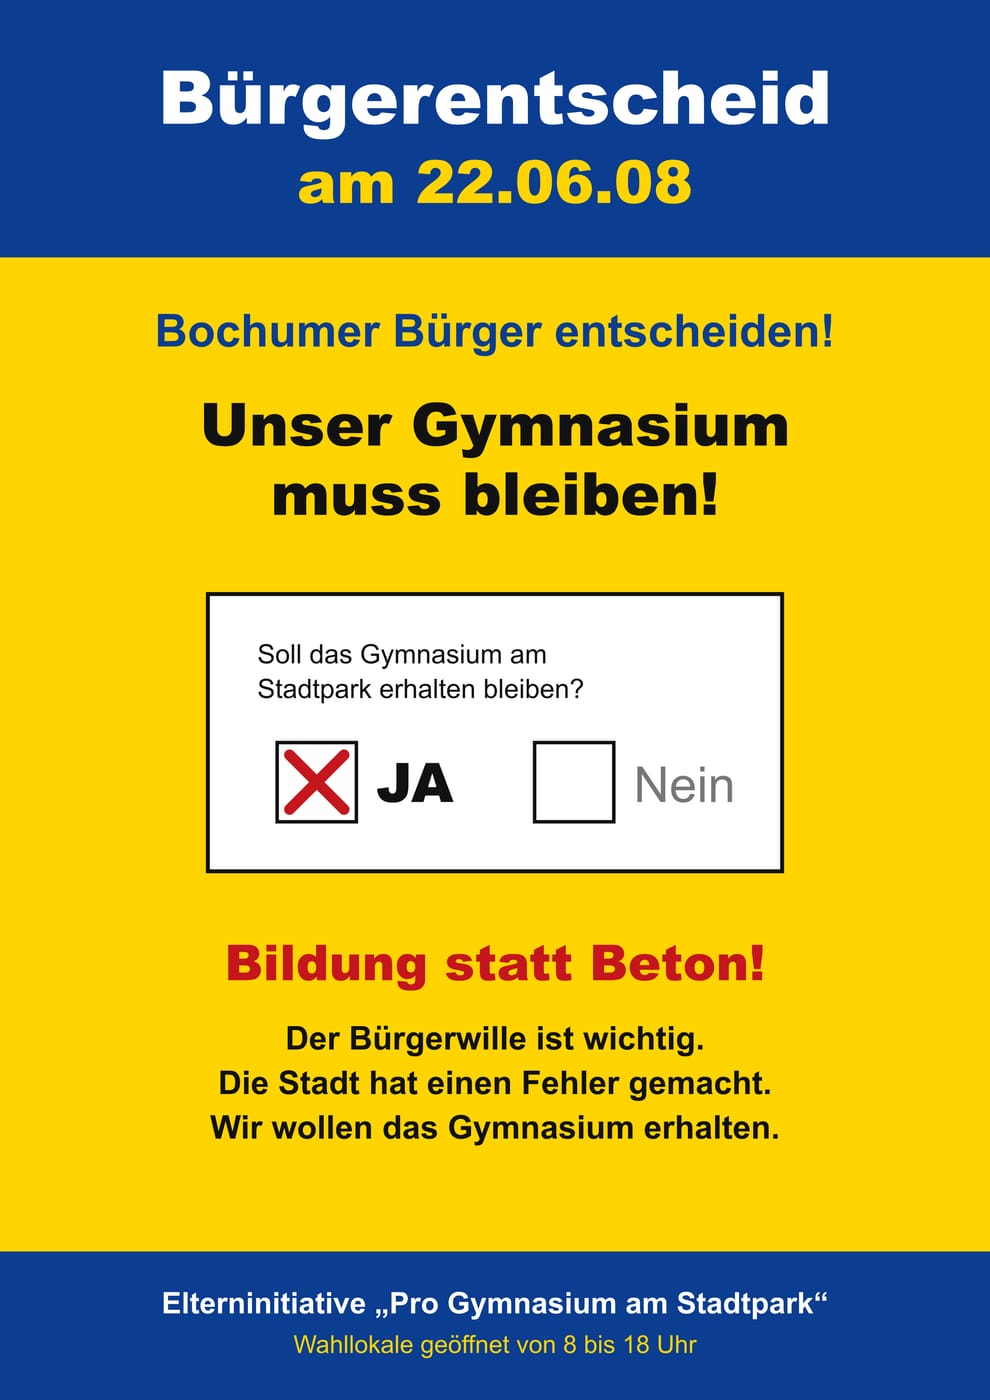 Bürgerentscheid
am 22.06.08
Bochumer Bürger entscheiden!
Unser Gymnasium
muss bleiben!
Soll das Gymnasium am
Stadtpark erhalten bleiben?
JA Nein
Bildung statt Beton!
Der Bürgerwille ist wichtig.
Die Stadt hat einen Fehler gemacht.
Wir wollen das Gymnasium erhalten.
Elterninitiative „Pro Gymnasium am Stadtpark“
Wahllokale geöffnet von 8 bis 18 Uhr